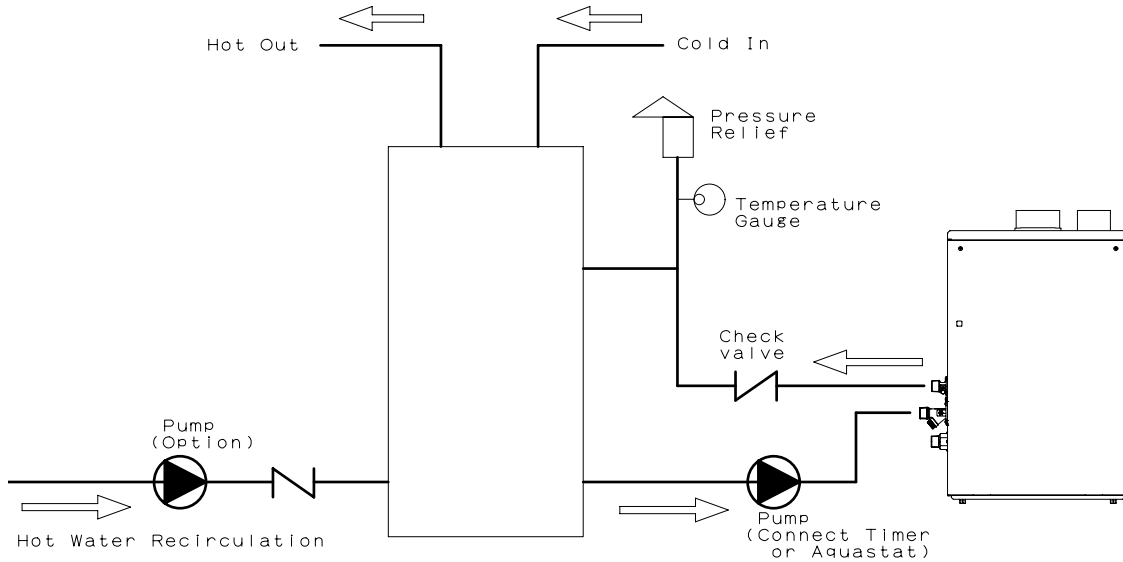 Hot Out
Cold In
Pressure
Relief
Temperature
Gauge
Check
valve
Pump
(Option)
Hot Water Recirculation
Pump
(Connect Timer
or Aquastat)